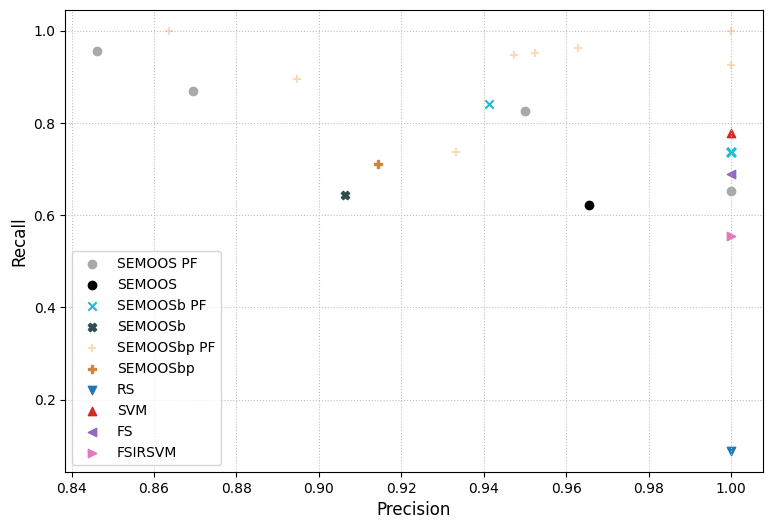 1.0
0.8
0.6
0.4
0.2
Recall
SEMOOS PF
SEMOOS
SEMOOSb PF
SEMOOSb
SEMOOSbp PF
SEMOOSbp
RS
SVM
FS
FSIRSVM
0.84 0.86 0.88 0.90 0.92 0.94 0.96 0.98 1.00
Precision